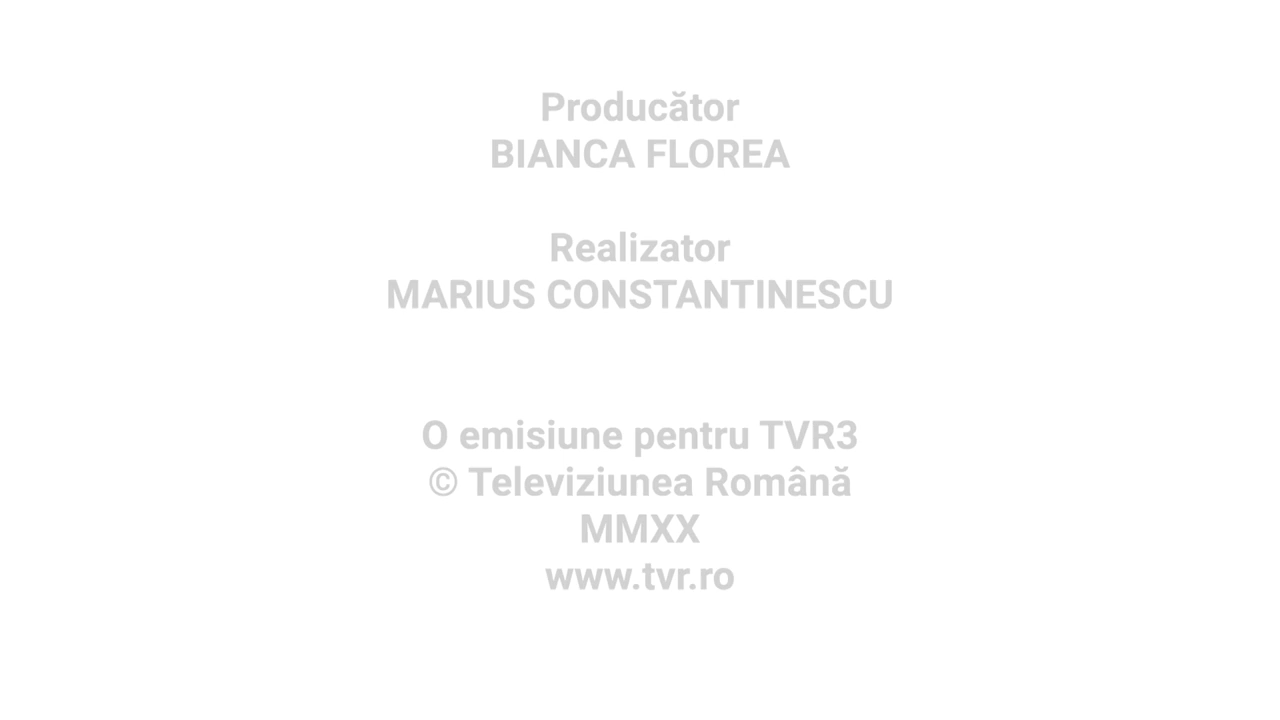 Producător
BIANCA FLOREA
Realizator
MARIUS CONSTANTINESCU
O emisiune pentru TVR3
© Televiziunea Română
MMXX
www.tvr.ro